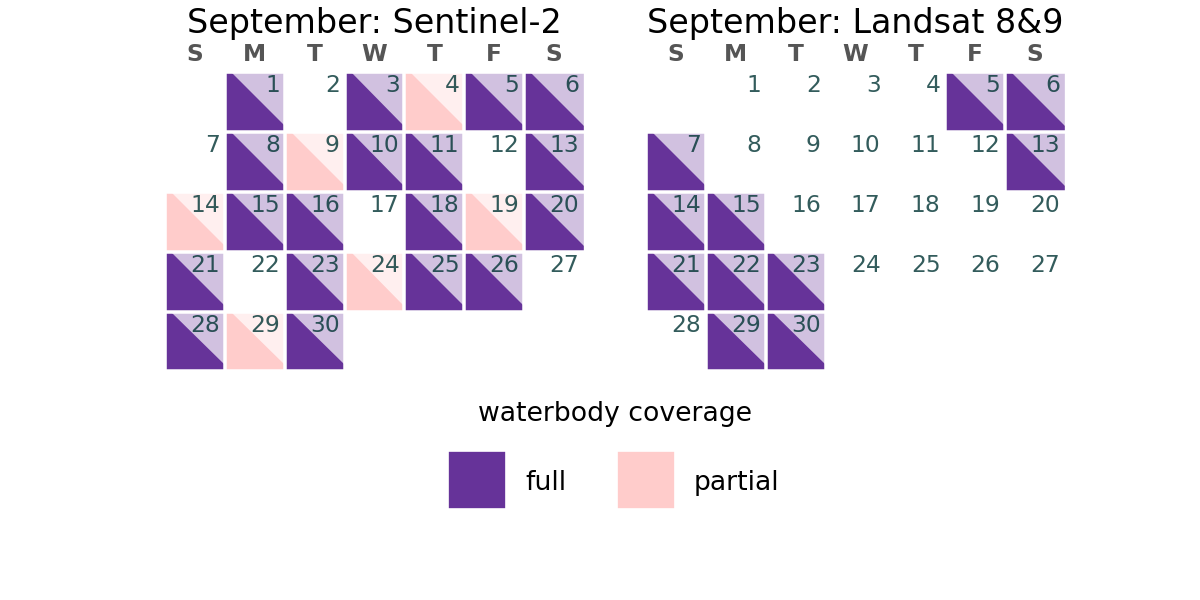 September: Sentinel-2
S M T W T F S
1 2 3 4 5 6
7 8 9 10 11 12 13
14 15 16 17 18 19 20
21 22 23 24 25 26 27
28 29 30
September: Landsat 8&9
S M T W T F S
1 2 3 4 5 6
7 8 9 10 11 12 13
14 15 16 17 18 19 20
21 22 23 24 25 26 27
28 29 30
waterbody coverage
full partial